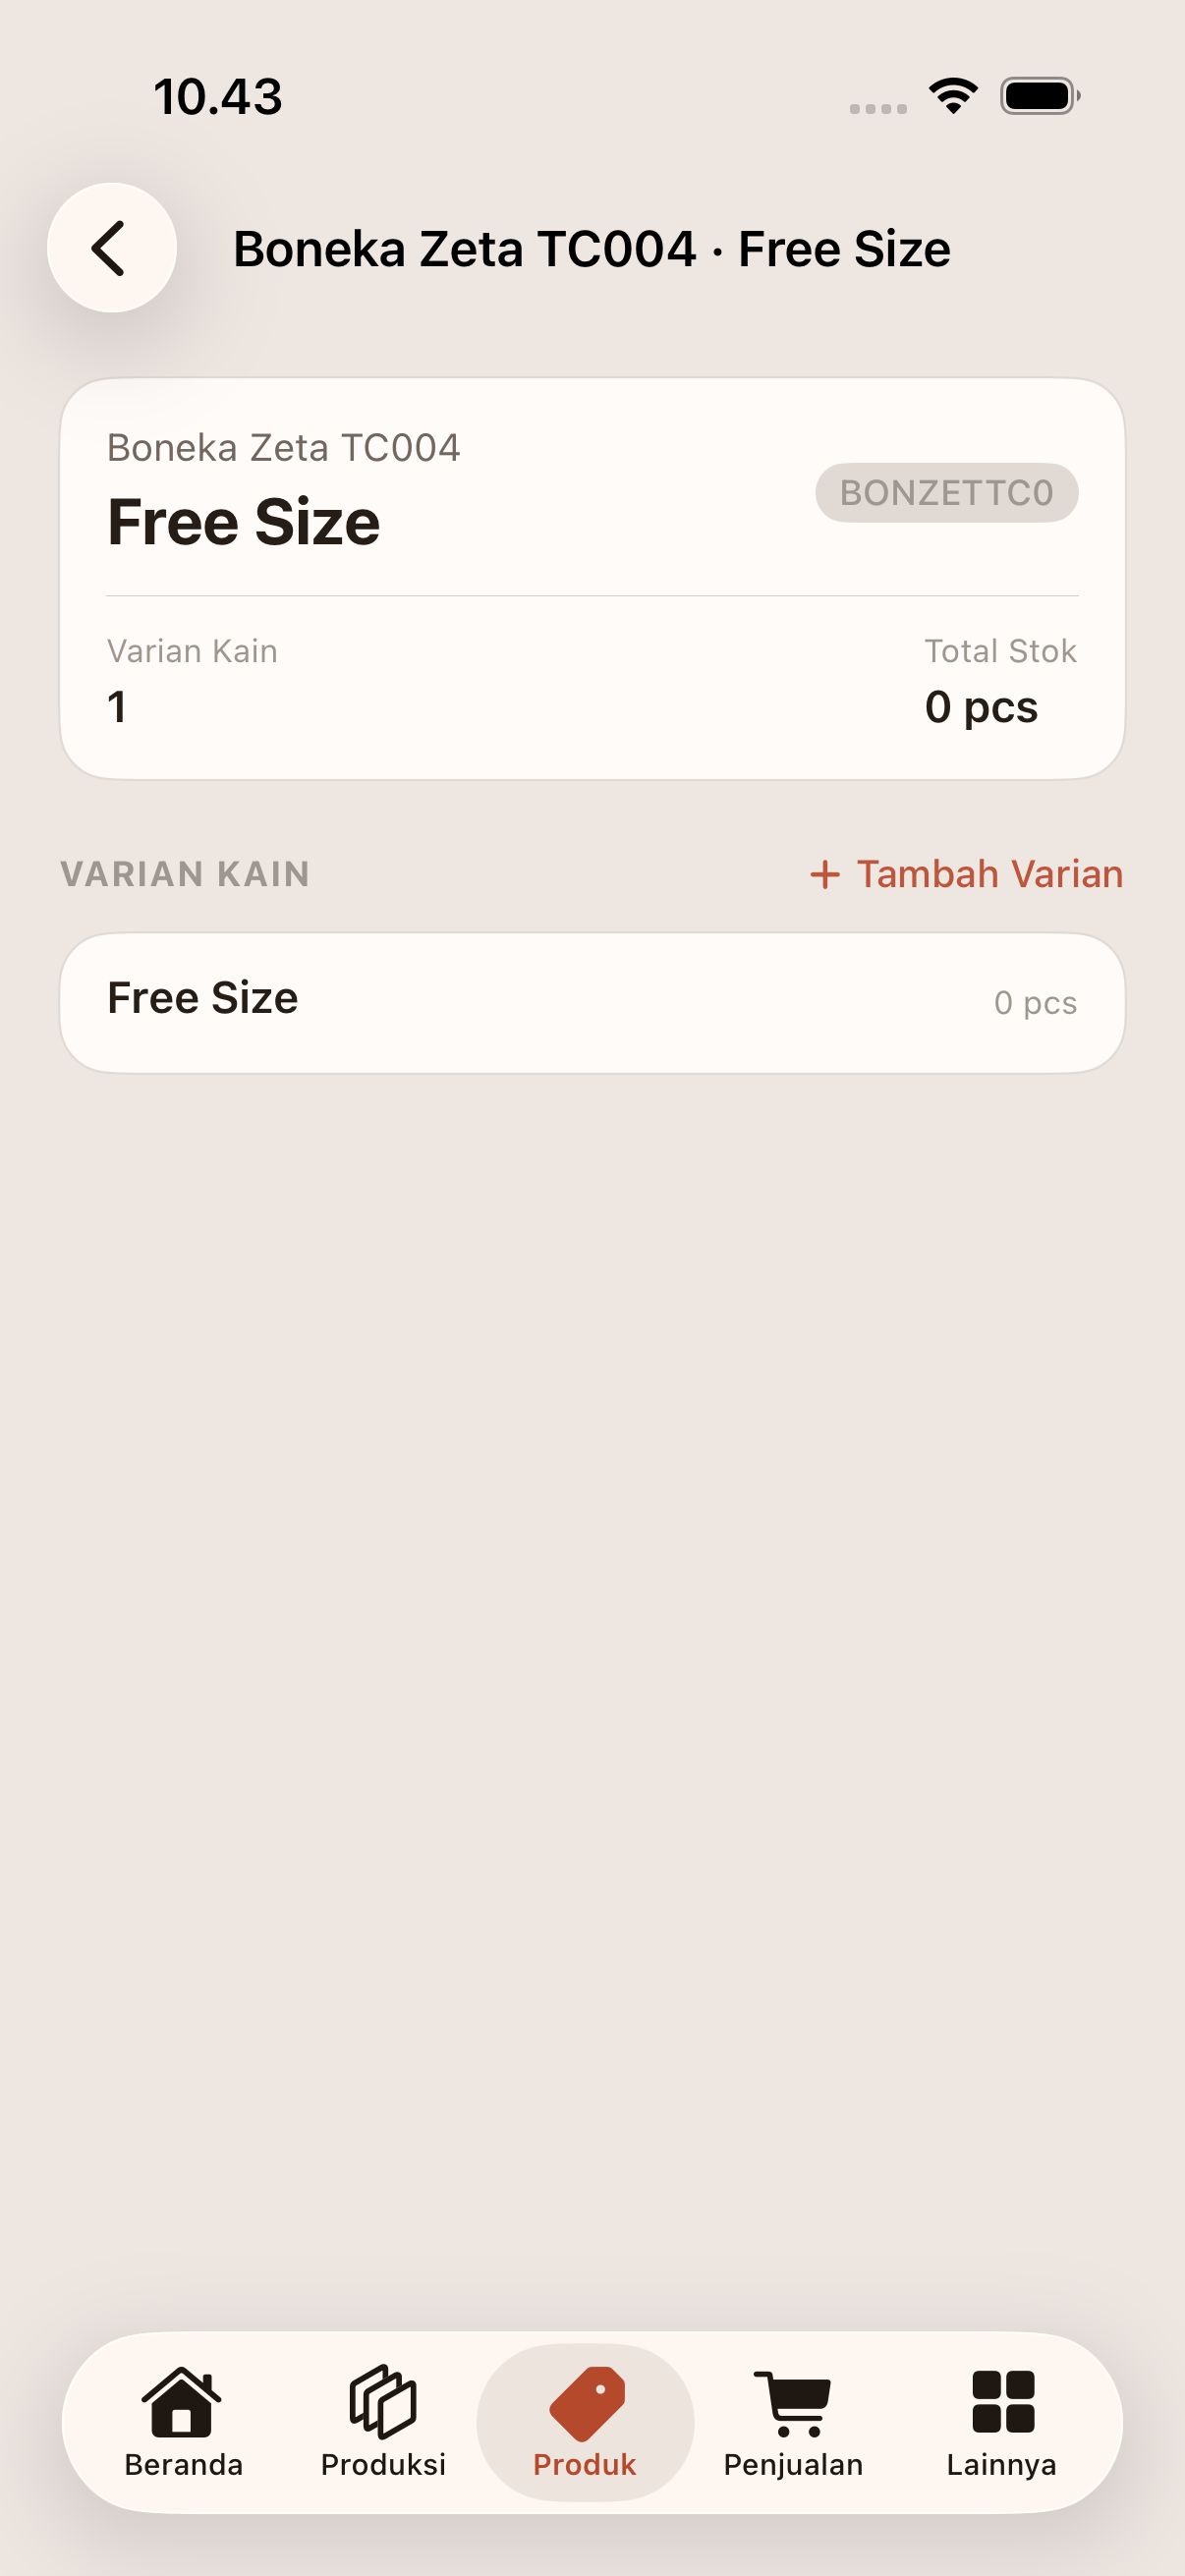 10.43
Boneka Zeta TC004 · Free Size
Boneka Zeta TC004
Free Size
BONZETTC0
Varian Kain
1
Total Stok
0 pcs
VARIAN KAIN
+ Tambah Varian
Free Size
0 pcs
Beranda
Produksi
Produk
Penjualan
Lainnya